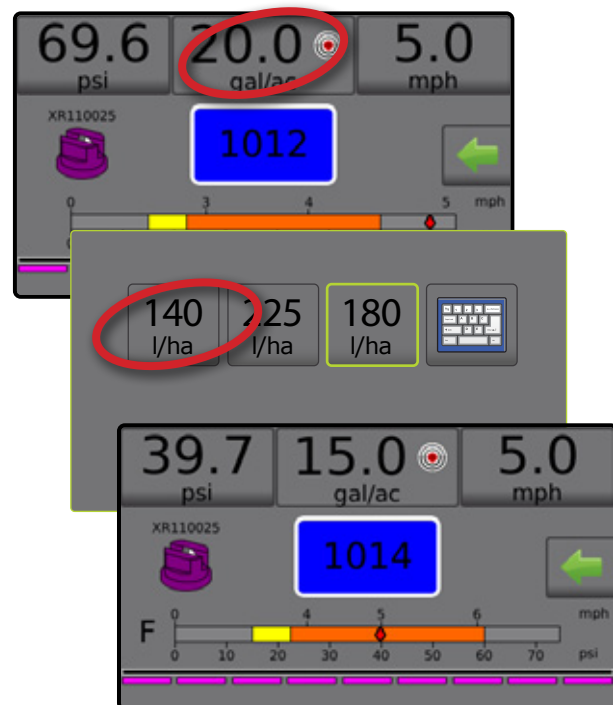 69.6 20.0 5.0
psi gal/ac mph
XR110025
1012
0 3 4 5 mph
140 225 180
l/ha l/ha l/ha
39.7 15.0 5.0
psi gal/ac mph
XR110025
1014
0 4 5 6 mph
F
0 10 20 30 40 50 60 70 psi